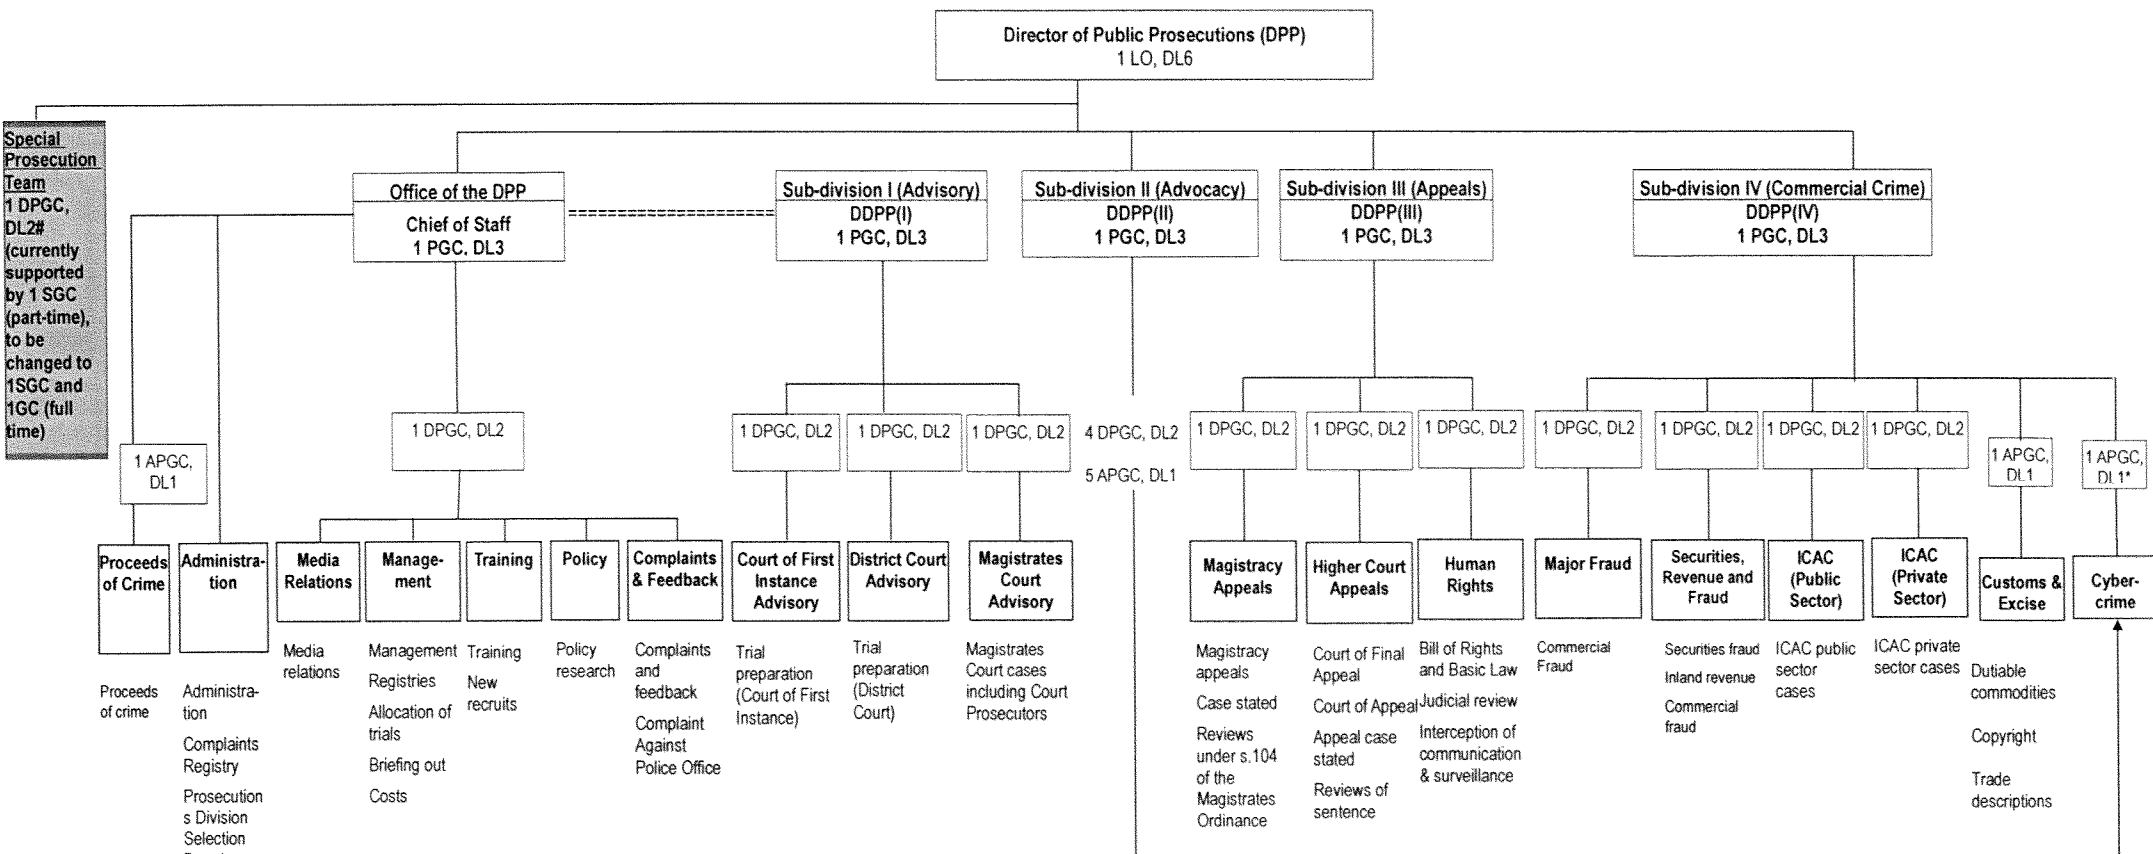 Director of Public Prosecutions (DPP)
1 LO, DL6
Special
Prosecution
Team
1 DPGC,
DL2#
(currently
supported
by 1 SGC
(part-time),
to be
changed to
1SGC and
1GC (full
time)
Office of the DPP
Chief of Staff
1 PGC, DL3
Sub-division I (Advisory)
DDPP(I)
1 PGC, DL3
Sub-division II (Advocacy)
DDPP(II)
1 PGC, DL3
Sub-division III (Appeals)
DDPP(III)
1 PGC, DL3
Sub-division IV (Commercial Crime)
DDPP(IV)
1 PGC, DL3
1 APGC,
DL1
1 DPGC, DL2
1 DPGC, DL2
1 DPGC, DL2
1 DPGC, DL2
4 DPGC, DL2
5 APGC, DL1
1 DPGC, DL2
1 DPGC, DL2
1 DPGC, DL2
1 DPGC, DL2
1 DPGC, DL2
1 DPGC, DL2
1 DPGC, DL2
1 APGC,
DL1
1 APGC,
DL1*
Proceeds
of Crime
Proceeds
of crime
Administra-
tion
Administra-
tion
Complaints
Registry
Prosecution
s Division
Selection
Media
Relations
Media
relations
Manage-
ment
Management
Registries
Allocation of
trials
Briefing out
Costs
Training
Training
New
recruits
Policy
Policy
research
Complaints
& Feedback
Complaints
and
feedback
Complaint
Against
Police Office
Court of First
Instance
Advisory
Trial
preparation
(Court of First
Instance)
District Court
Advisory
Trial
preparation
(District
Court)
Magistrates
Court
Advisory
Magistrates
Court cases
including Court
Prosecutors
Magistracy
Appeals
Magistracy
appeals
Case stated
Reviews
under s.104
of the
Magistrates
Ordinance
Higher Court
Appeals
Court of Final
Appeal
Court of Appeal
Appeal case
stated
Reviews of
sentence
Human
Rights
Bill of Rights
and Basic Law
Judicial review
Interception of
communication
& surveillance
Major Fraud
Commercial
Fraud
Securities,
Revenue and
Fraud
Securities fraud
Inland revenue
Commercial
fraud
ICAC
(Public
Sector)
ICAC public
sector
cases
ICAC
(Private
Sector)
ICAC private
sector cases
Customs &
Excise
Dutiable
commodities
Copyright
Trade
descriptions
Cyber-
crime